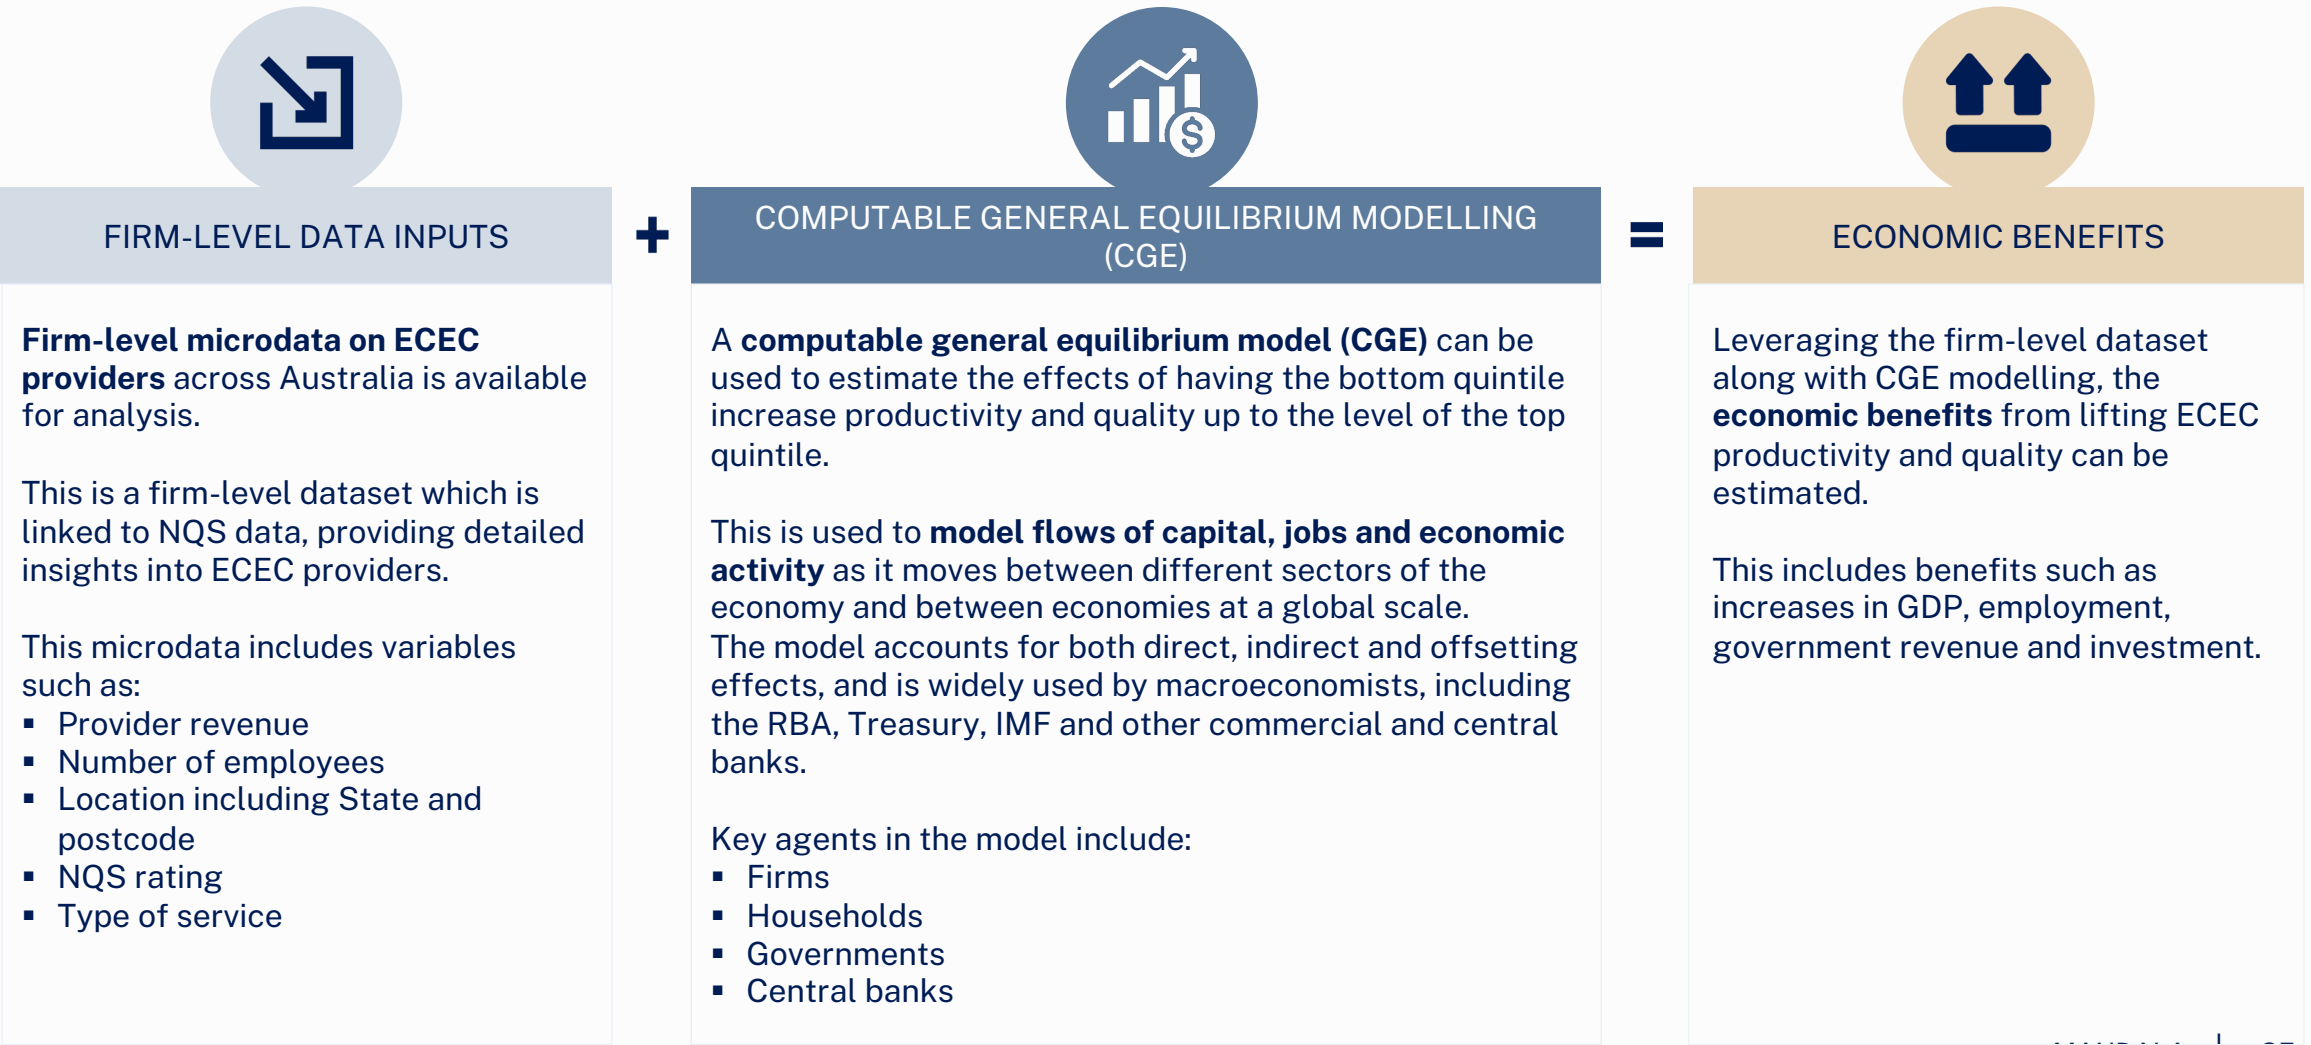 FIRM-LEVEL DATA INPUTS
+
COMPUTABLE GENERAL EQUILIBRIUM MODELLING
(CGE)
=
ECONOMIC BENEFITS
Firm-level microdata on ECEC
providers across Australia is available
for analysis.
This is a firm-level dataset which is
linked to NQS data, providing detailed
insights into ECEC providers.
This microdata includes variables
such as:
▪ Provider revenue
▪ Number of employees
▪ Location including State and
postcode
▪ NQS rating
▪ Type of service
A computable general equilibrium model (CGE) can be
used to estimate the effects of having the bottom quintile
increase productivity and quality up to the level of the top
quintile.
This is used to model flows of capital, jobs and economic
activity as it moves between different sectors of the
economy and between economies at a global scale.
The model accounts for both direct, indirect and offsetting
effects, and is widely used by macroeconomists, including
the RBA, Treasury, IMF and other commercial and central
banks.
Key agents in the model include:
▪ Firms
▪ Households
▪ Governments
▪ Central banks
Leveraging the firm-level dataset
along with CGE modelling, the
economic benefits from lifting ECEC
productivity and quality can be
estimated.
This includes benefits such as
increases in GDP, employment,
government revenue and investment.